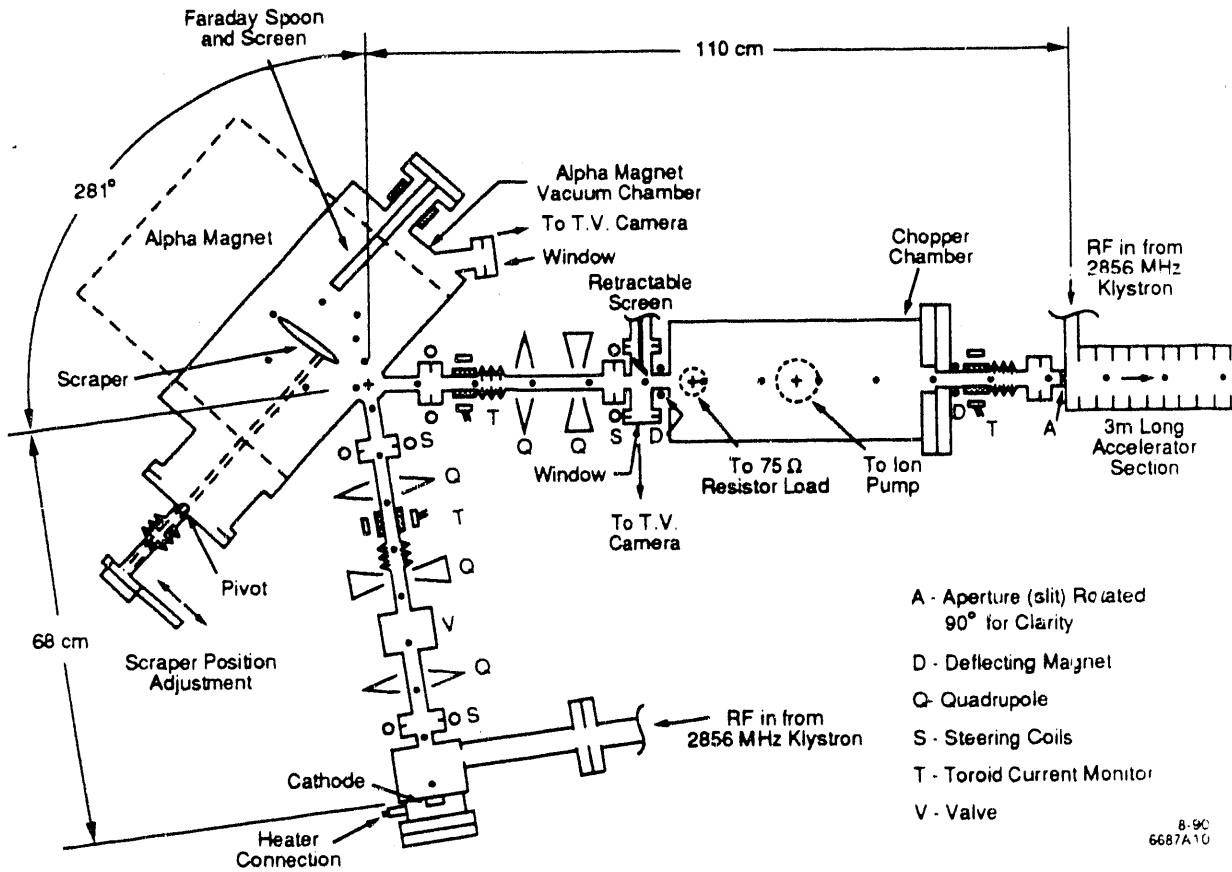 Faraday Spoon
and Screen
110 cm
281°
Alpha Magnet
Vacuum Chamber
To T.V. Camera
Window
Alpha Magnet
Chopper
Chamber
RF in from
2856 MHz
Klystron
Retractable
Screen
Scraper
T
Q
Q
S
D
D
T
A
3m Long
Accelerator
Section
S
Window
To 75 Ω
Resistor Load
To Ion
Pump
Q
T
To T.V.
Camera
Q
Pivot
V
68 cm
Scraper Position
Adjustment
Q
S
RF in from
2856 MHz Klystron
Cathode
Heater
Connection
A - Aperture (slit) Rotated
90° for Clarity
D - Deflecting Magnet
Q- Quadrupole
S - Steering Coils
T - Toroid Current Monitor
V - Valve
8-90
6687A10